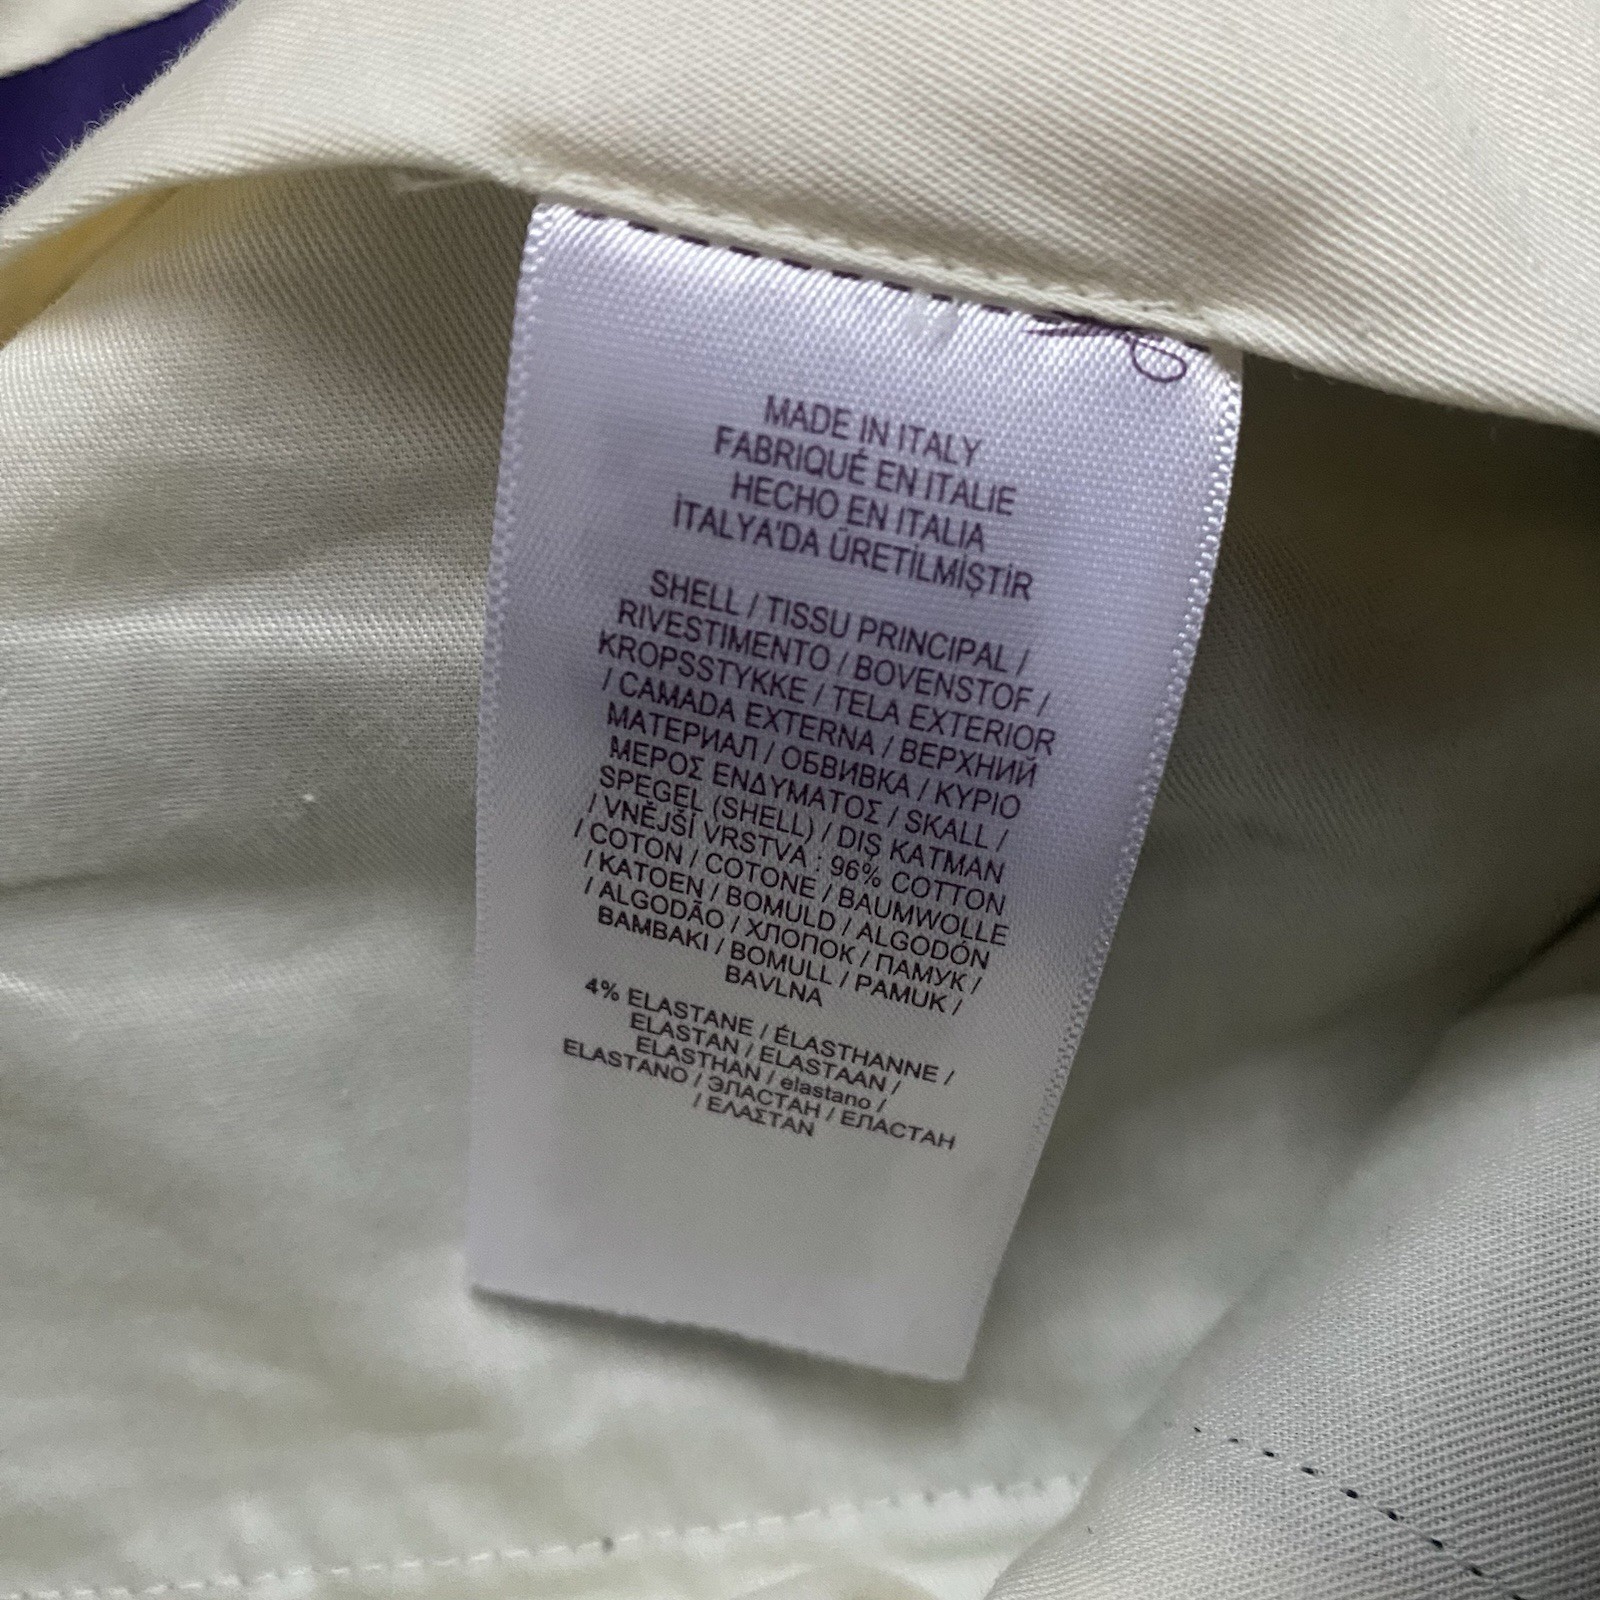 MADE IN ITALY
FABRIQUÉ EN ITALIE
HECHO EN ITALIA
İTALYA'DA ÜRETİLMİŞTİR
SHELL / TISSU PRINCIPAL /
RIVESTIMENTO / BOVENSTOF /
KROPSSTYKKE / TELA EXTERIOR
/ CAMADA EXTERNA / ВЕРХНИЙ
МАТЕРИАЛ / ОБВИВКА / ΚΥΡΙΟ
ΜΕΡΟΣ ΕΝΔΥΜΑΤΟΣ / SKALL /
SPEGEL (SHELL) / DIŞ KATMAN
/ VNĚJŠÍ VRSTVA : 96% COTTON
/ COTON / COTONE / BAUMWOLLE
/ KATOEN / BOMULD / ALGODÓN
/ ALGODÃO / ХЛОПОК / ПАМУК /
BAMBAKI / BOMULL / PAMUK /
BAVLNA
4% ELASTANE / ÉLASTHANNE /
ELASTAN / ELASTAAN /
ELASTHAN / elastano /
ELASTANO / ЭЛАСТАН / ЕЛАСТАН
/ ΕΛΑΣΤΑΝ